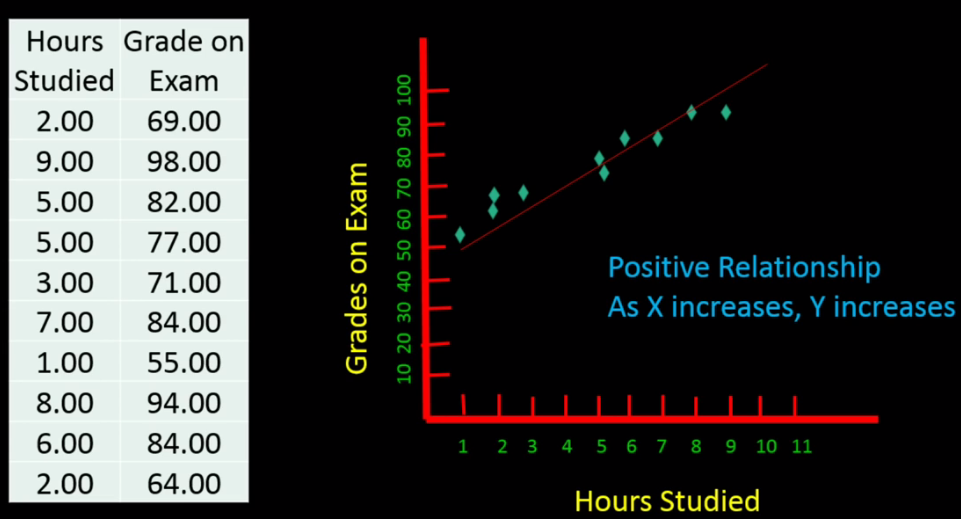 Hours Grade on
Studied Exam
2.00 69.00
9.00 98.00
5.00 82.00
5.00 77.00
3.00 71.00
7.00 84.00
1.00 55.00
8.00 94.00
6.00 84.00
2.00 64.00
Grades on Exam
100
90
80
70
60
50
40
30
20
10
Positive Relationship
As X increases, Y increases
1 2 3 4 5 6 7 8 9 10 11
Hours Studied